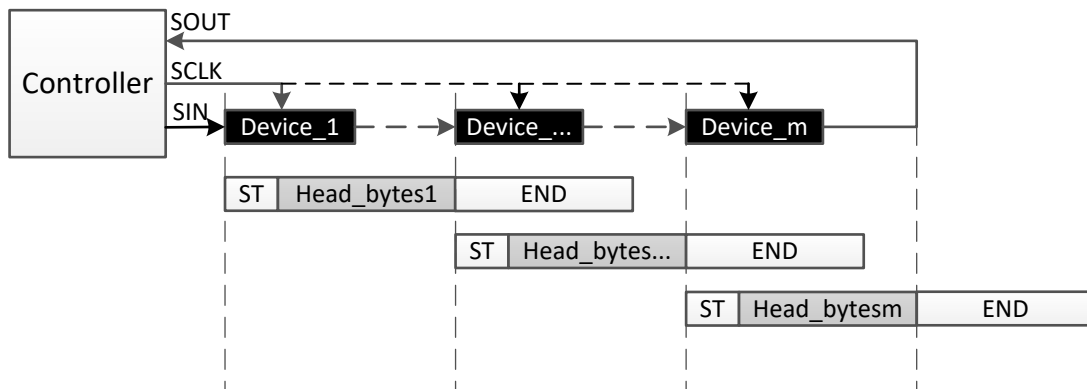 SOUT
Controller
SCLK
SIN
Device_1
Device_...
Device_m
ST Head_bytes1 END
ST Head_bytes... END
ST Head_bytesm END